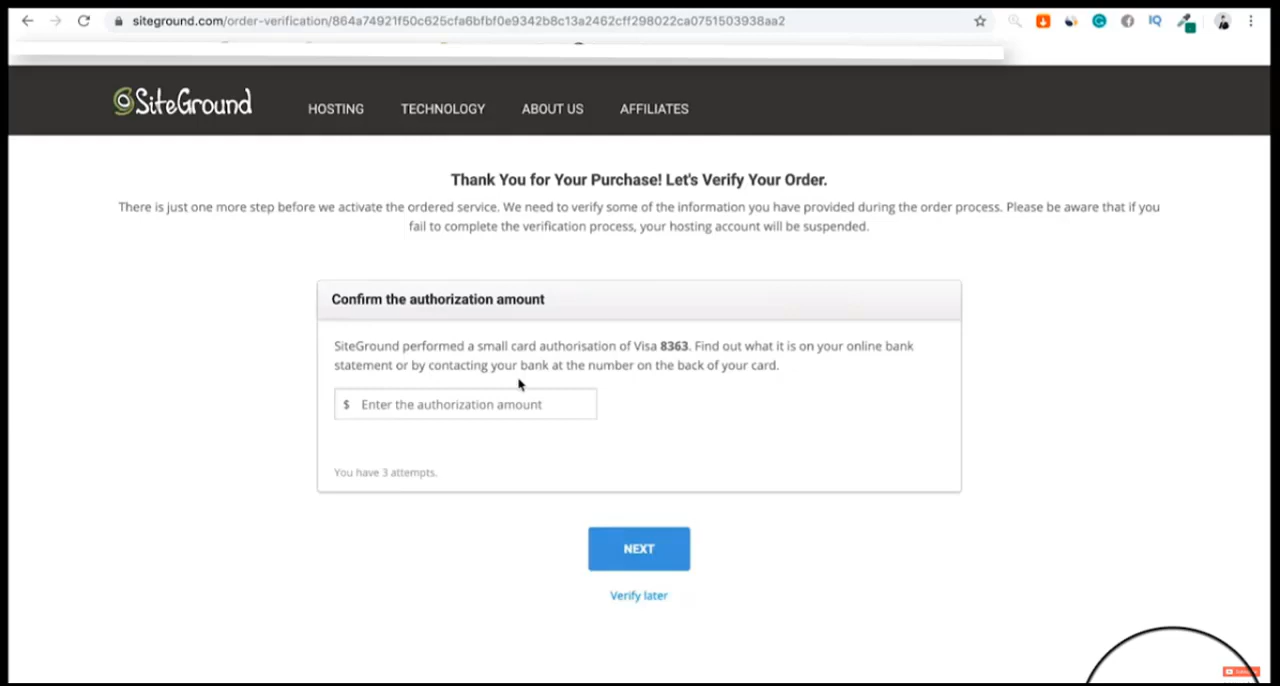 siteground.com/order-verification/864a74921f50c625cfa6bfbf0e9342b8c13a2462cff298022ca0751503938aa2
IQ
SiteGround HOSTING TECHNOLOGY ABOUT US AFFILIATES
Thank You for Your Purchase! Let's Verify Your Order.
There is just one more step before we activate the ordered service. We need to verify some of the information you have provided during the order process. Please be aware that if you
fail to complete the verification process, your hosting account will be suspended.
Confirm the authorization amount
SiteGround performed a small card authorisation of Visa 8363. Find out what it is on your online bank
statement or by contacting your bank at the number on the back of your card.
$ Enter the authorization amount
You have 3 attempts.
NEXT
Verify later